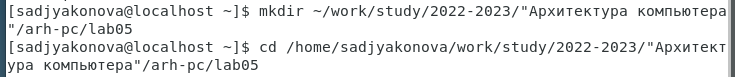 [sadjyakonova@localhost ~]$ mkdir ~/work/study/2022-2023/"Архитектура компьютера
"/arh-pc/lab05
[sadjyakonova@localhost ~]$ cd /home/sadjyakonova/work/study/2022-2023/"Архитект
ура компьютера"/arh-pc/lab05